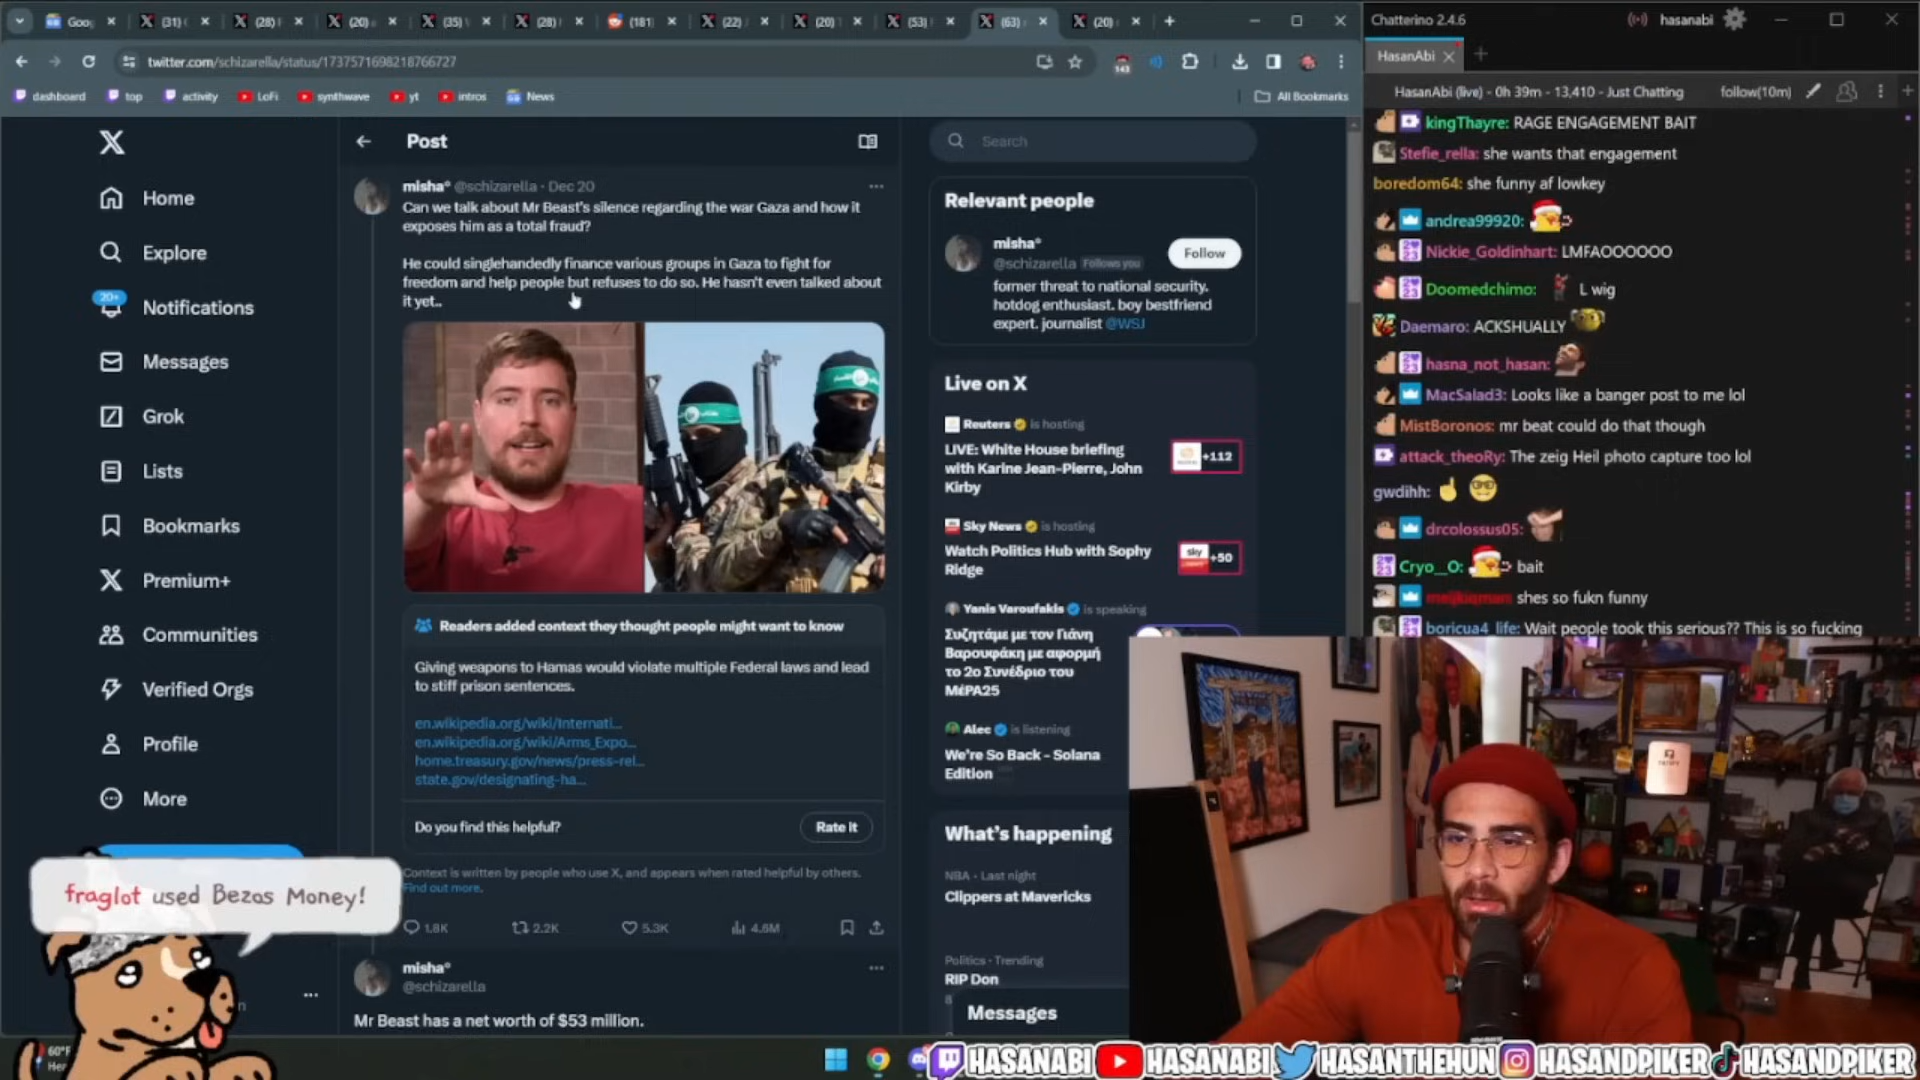 Goog
(31)
(28)
(20)
(35)
(28)
(181)
(22)
(20)
(53)
(63)
(20)
twitter.com/schizarella/status/1737571698218766727
143
dashboard
top
activity
LoFi
synthwave
yt
intros
News
All Bookmarks
Home
Explore
20+
Notifications
Messages
Grok
Lists
Bookmarks
Premium+
Communities
Verified Orgs
Profile
More
Post
misha* @schizarella · Dec 20
Can we talk about Mr Beast's silence regarding the war Gaza and how it
exposes him as a total fraud?
He could singlehandedly finance various groups in Gaza to fight for
freedom and help people but refuses to do so. He hasn't even talked about
it yet..
Readers added context they thought people might want to know
Giving weapons to Hamas would violate multiple Federal laws and lead
to stiff prison sentences.
en.wikipedia.org/wiki/Internati...
en.wikipedia.org/wiki/Arms_Expo...
home.treasury.gov/news/press-rel...
state.gov/designating-ha...
Do you find this helpful?
Rate it
Context is written by people who use X, and appears when rated helpful by others.
Find out more.
1.8K
2.2K
5.3K
4.6M
misha*
@schizarella
Mr Beast has a net worth of $53 million.
Search
Relevant people
misha*
@schizarella Follows you
Follow
former threat to national security.
hotdog enthusiast. boy bestfriend
expert. journalist @WSJ
Live on X
Reuters is hosting
LIVE: White House briefing
with Karine Jean-Pierre, John
Kirby
+112
Sky News is hosting
Watch Politics Hub with Sophy
Ridge
sky
+50
Yanis Varoufakis is speaking
Συζητάμε με τον Γιάνη
Βαρουφάκη με αφορμή
το 2ο Συνέδριο του
ΜέΡΑ25
Alec is listening
We're So Back - Solana
Edition
What's happening
NBA · Last night
Clippers at Mavericks
Politics · Trending
RIP Don
Messages
Chatterino 2.4.6
hasanabi
HasanAbi
HasanAbi (live) - 0h 39m - 13,410 - Just Chatting
follow(10m)
kingThayre: RAGE ENGAGEMENT BAIT
Stefie_rella: she wants that engagement
boredom64: she funny af lowkey
andrea99920:
Nickie_Goldinhart: LMFAOOOOOO
Doomedchimo: L wig
Daemaro: ACKSHUALLY
hasna_not_hasan:
MacSalad3: Looks like a banger post to me lol
MistBoronos: mr beat could do that though
attack_theoRy: The zeig Heil photo capture too lol
gwdihh:
drcolossus05:
Cryo__O: bait
shes so fukn funny
boricua4_life: Wait people took this serious?? This is so fucking
fraglot used Bezos Money!
60°F
HASANABI
HASANABI
HASANTHEHUN
HASANDPIKER
HASANDPIKER